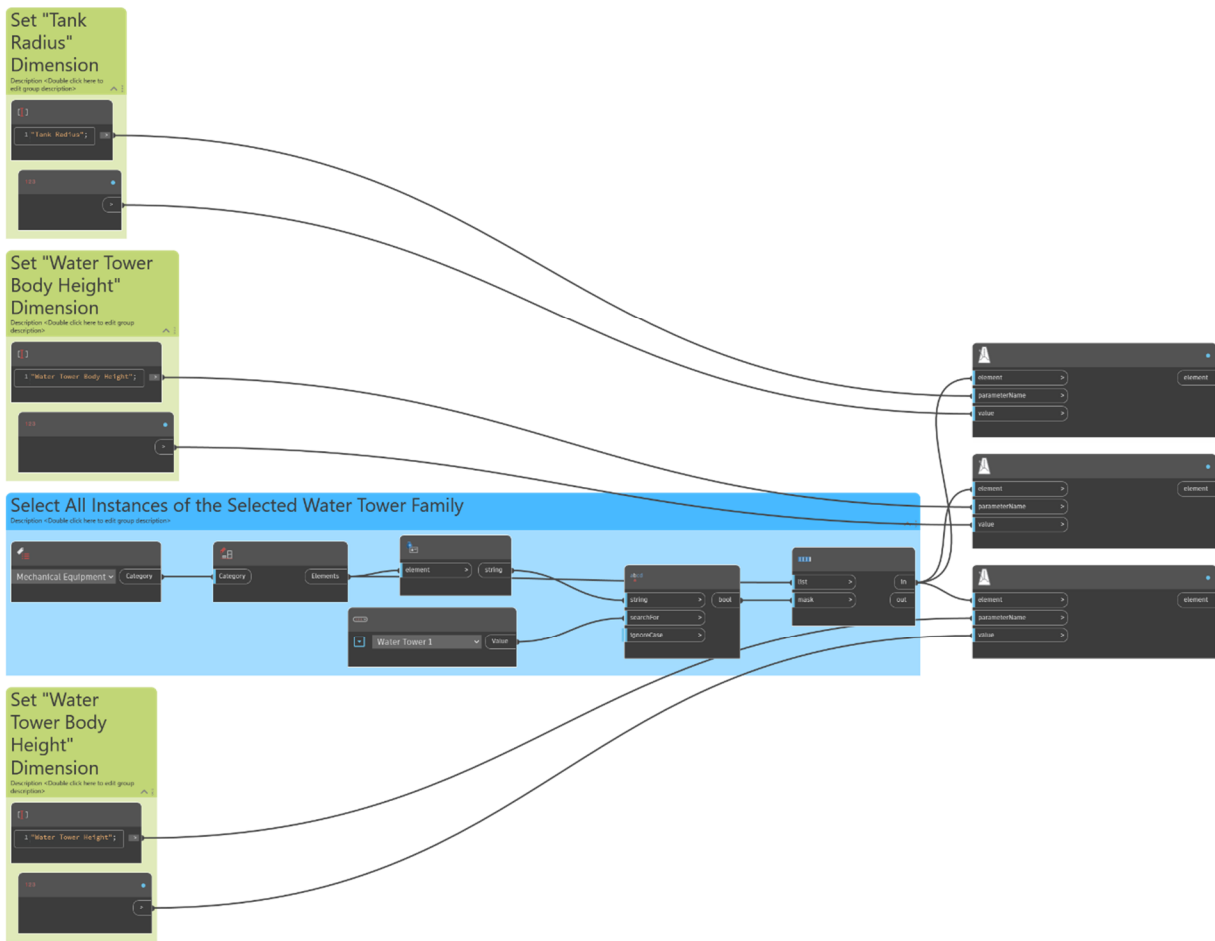 Set "Tank
Radius"
Dimension
Description <Double click here to
edit group description>
1 "Tank Radius";
>
>
Set "Water Tower
Body Height"
Dimension
Description <Double click here to edit group
description>
1 "Water Tower Body Height";
>
>
Select All Instances of the Selected Water Tower Family
Description <Double click here to edit group description>
Mechanical Equipment
Category
Category
Elements
element >
string
Water Tower 1
Value
string >
searchFor >
ignoreCase >
bool
list >
mask >
in
out
element >
parameterName >
value >
element
element >
parameterName >
value >
element
element >
parameterName >
value >
element
Set "Water
Tower Body
Height"
Dimension
Description <Double click here to edit group
description>
1 "Water Tower Height";
>
>